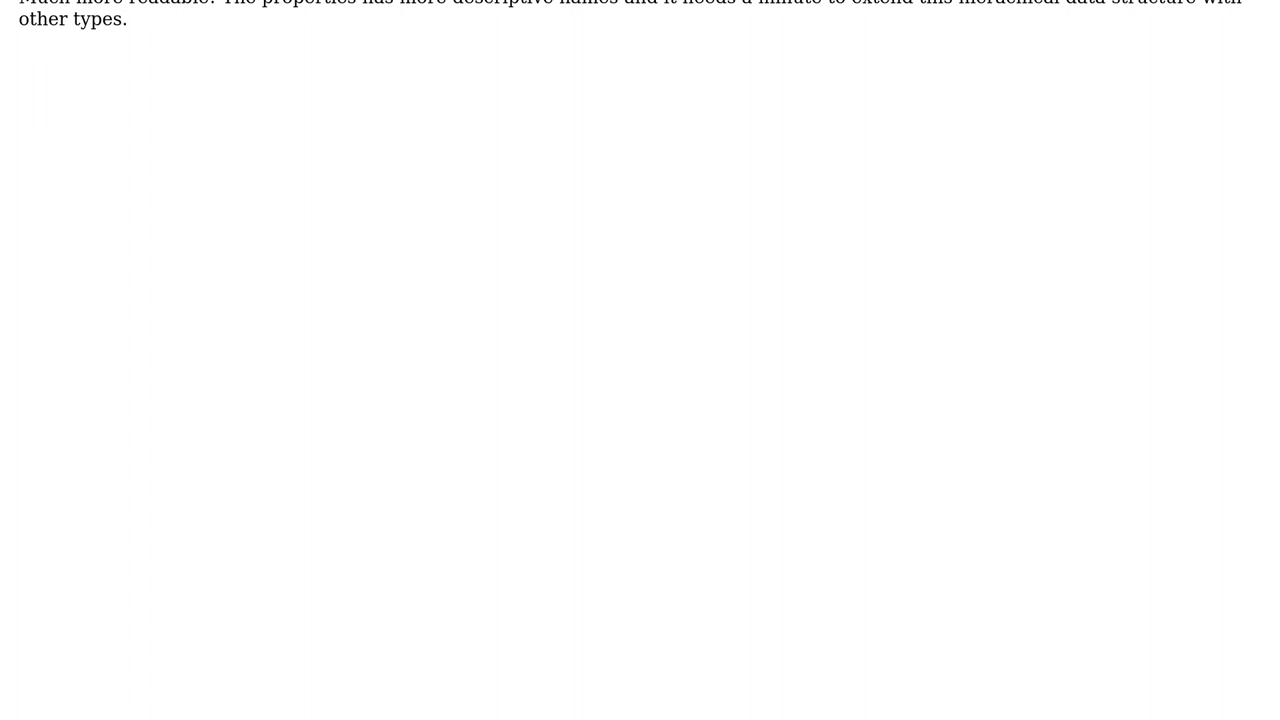 Much more readable! The properties has more descriptive names and it needs a minute to extend this hierachical data structure with
other types.